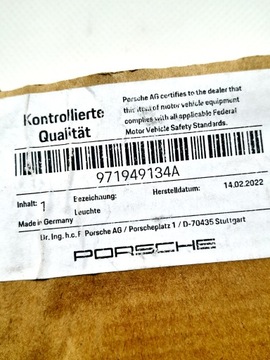 Kontrollierte
Qualität
Porsche AG certifies to the dealer that
this item of motor vehicle equipment
complies with all applicable Federal
Motor Vehicle Safety Standards.
971949134A
Inhalt: 1
Bezeichnung:
Leuchte
Herstelldatum:
14.02.2022
Made in Germany
Dr. Ing. h.c. F. Porsche AG / Porscheplatz 1 / D-70435 Stuttgart
PORSCHE